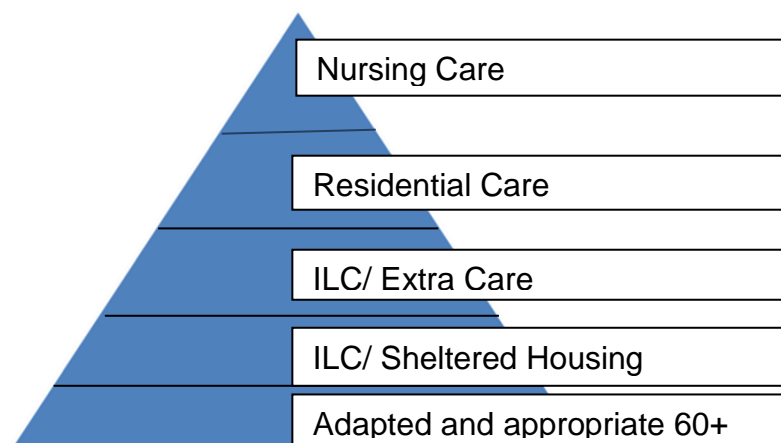 Nursing Care
Residential Care
ILC/ Extra Care
ILC/ Sheltered Housing
Adapted and appropriate 60+